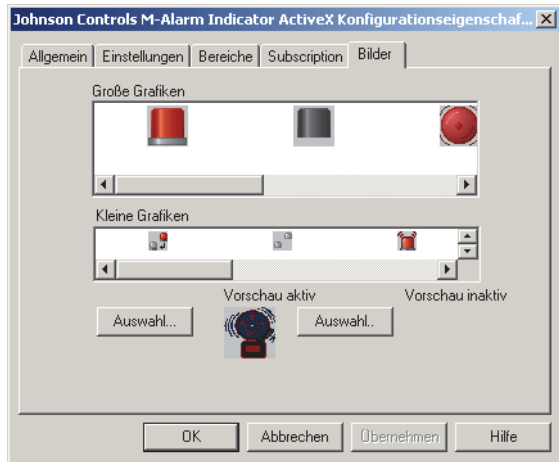 Johnson Controls M-Alarm Indicator ActiveX Konfigurationseigenschaf...
Allgemein Einstellungen Bereiche Subscription Bilder
Große Grafiken
Kleine Grafiken
Vorschau aktiv Vorschau inaktiv
Auswahl... Auswahl..
OK Abbrechen Übernehmen Hilfe